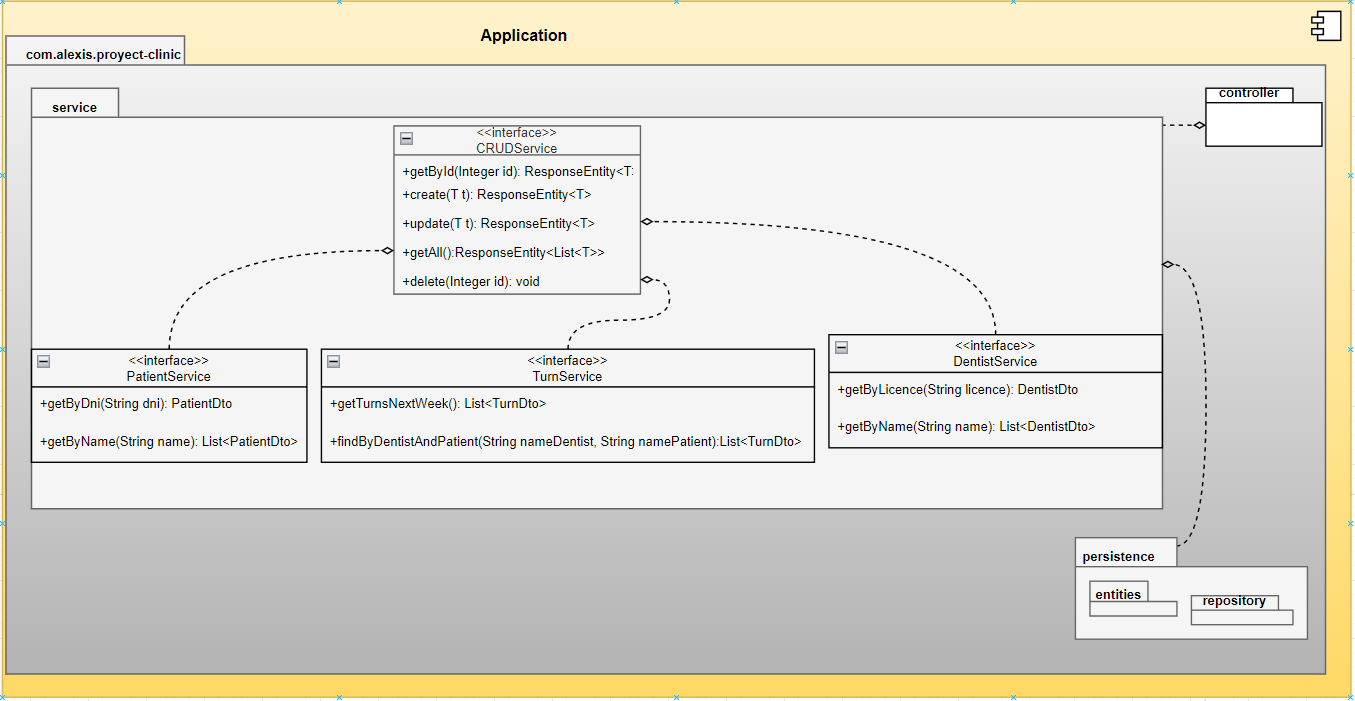 Application
com.alexis.proyect-clinic
service
controller
<<interface>>
CRUDService
+getById(Integer id): ResponseEntity<T
+create(T t): ResponseEntity<T>
+update(T t): ResponseEntity<T>
+getAll():ResponseEntity<List<T>>
+delete(Integer id): void
<<interface>>
PatientService
+getByDni(String dni): PatientDto
+getByName(String name): List<PatientDto>
<<interface>>
TurnService
+getTurnsNextWeek(): List<TurnDto>
+findByDentistAndPatient(String nameDentist, String namePatient):List<TurnDto>
<<interface>>
DentistService
+getByLicence(String licence): DentistDto
+getByName(String name): List<DentistDto>
persistence
entities
repository